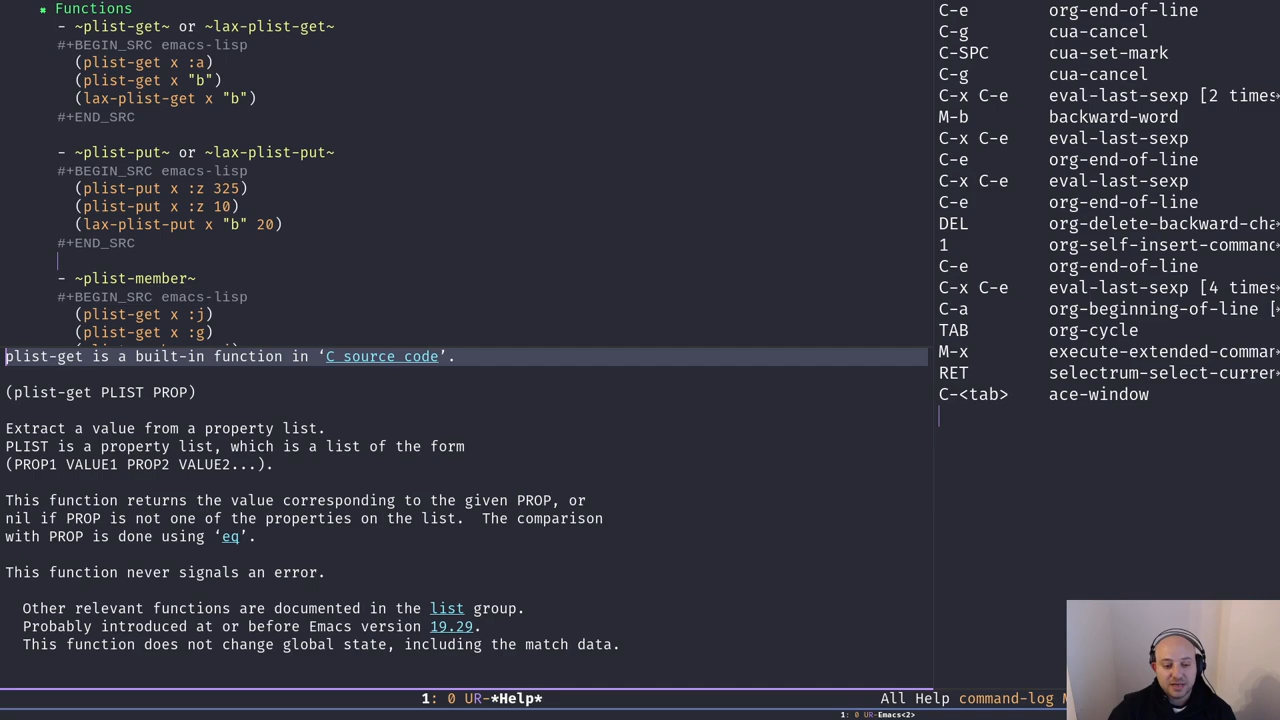 Functions
- ~plist-get~ or ~lax-plist-get~
#+BEGIN_SRC emacs-lisp
(plist-get x :a)
(plist-get x "b")
(lax-plist-get x "b")
#+END_SRC
- ~plist-put~ or ~lax-plist-put~
#+BEGIN_SRC emacs-lisp
(plist-put x :z 325)
(plist-put x :z 10)
(lax-plist-put x "b" 20)
#+END_SRC
- ~plist-member~
#+BEGIN_SRC emacs-lisp
(plist-get x :j)
(plist-get x :g)
plist-get is a built-in function in ‘C source code’.
(plist-get PLIST PROP)
Extract a value from a property list.
PLIST is a property list, which is a list of the form
(PROP1 VALUE1 PROP2 VALUE2...).
This function returns the value corresponding to the given PROP, or
nil if PROP is not one of the properties on the list.  The comparison
with PROP is done using ‘eq’.
This function never signals an error.
Other relevant functions are documented in the list group.
Probably introduced at or before Emacs version 19.29.
This function does not change global state, including the match data.
1: 0 UR-*Help*
All Help command-log M
C-e org-end-of-line
C-g cua-cancel
C-SPC cua-set-mark
C-g cua-cancel
C-x C-e eval-last-sexp [2 times
M-b backward-word
C-x C-e eval-last-sexp
C-e org-end-of-line
C-x C-e eval-last-sexp
C-e org-end-of-line
DEL org-delete-backward-cha
1 org-self-insert-command
C-e org-end-of-line
C-x C-e eval-last-sexp [4 times
C-a org-beginning-of-line [
TAB org-cycle
M-x execute-extended-comman
RET selectrum-select-curren
C-<tab> ace-window
1: 0 UR-Emacs<2>